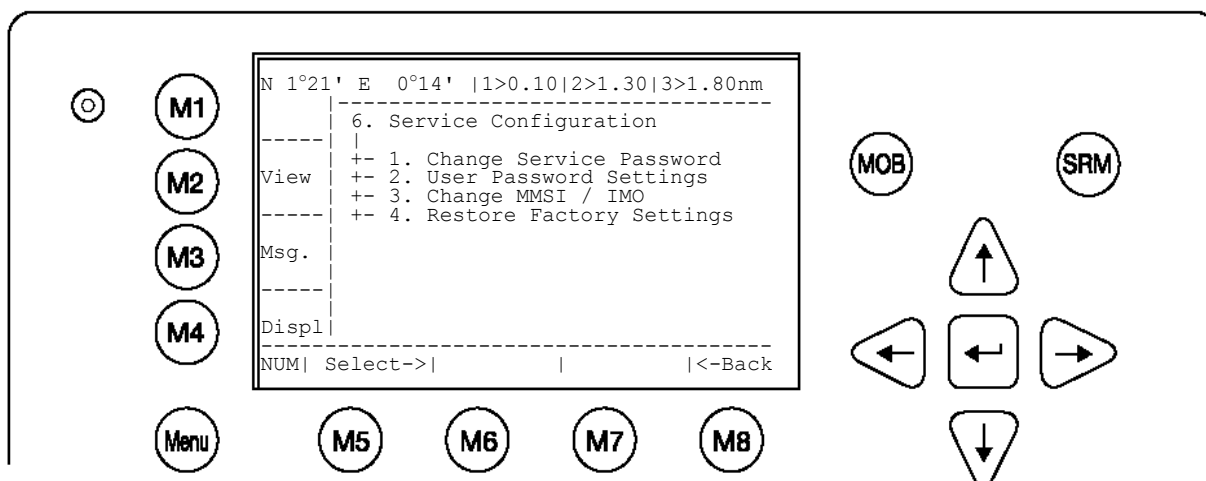 N 1°21' E 0°14' |1>0.10|2>1.30|3>1.80nm
6. Service Configuration
+- 1. Change Service Password
+- 2. User Password Settings
+- 3. Change MMSI / IMO
+- 4. Restore Factory Settings
View
Msg.
Displ
NUM| Select->| | |<-Back
M1
M2
M3
M4
Menu
M5
M6
M7
M8
MOB
SRM